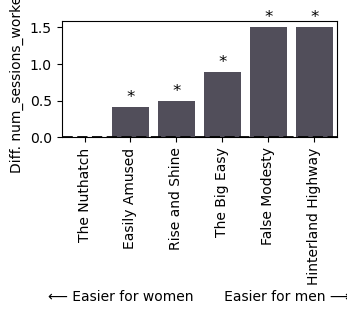 Diff. num_sessions_worke
1.5
1.0
0.5
0.0
*
*
*
*
*
The Nuthatch
Easily Amused
Rise and Shine
The Big Easy
False Modesty
Hinterland Highway
⟵ Easier for women
Easier for men ⟶